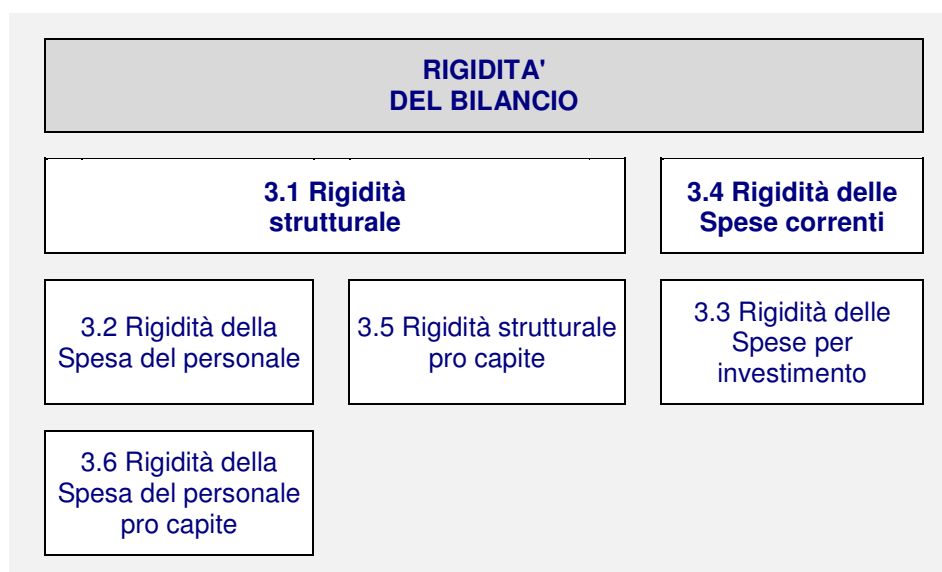 RIGIDITA'
DEL BILANCIO
3.1 Rigidità
strutturale
3.4 Rigidità delle
Spese correnti
3.2 Rigidità della
Spesa del personale
3.5 Rigidità strutturale
pro capite
3.3 Rigidità delle
Spese per
investimento
3.6 Rigidità della
Spesa del personale
pro capite